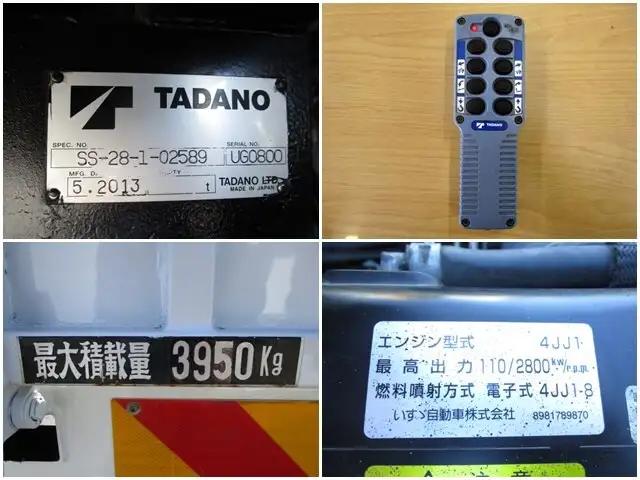 TADANO
SPEC. NO. SERIAL NO.
SS-28-1-02589 UG0800
MFG. D
5.2013 t TADANO LTD.
MADE IN JAPAN
TADANO
最大積載量 3950Kg
エンジン型式 4JJ1-
最高出力 110/2800kW/r.p.m.
燃料噴射方式 電子式 4JJ1-8
いすゞ自動車株式会社 8981789870
注意